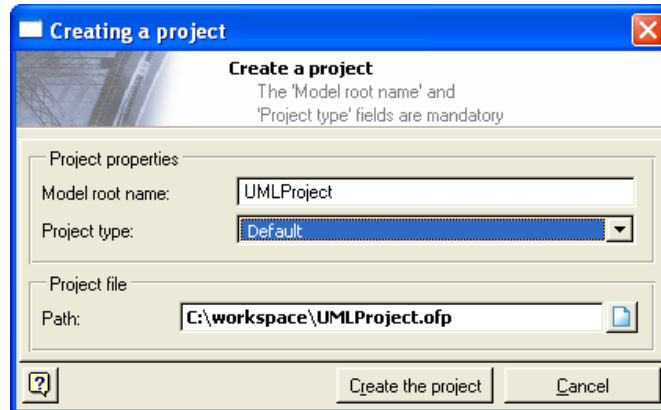 Creating a project
Create a project
The 'Model root name' and
'Project type' fields are mandatory
Project properties
Model root name: UMLProject
Project type: Default
Project file
Path: C:\workspace\UMLProject.ofp
? Create the project Cancel